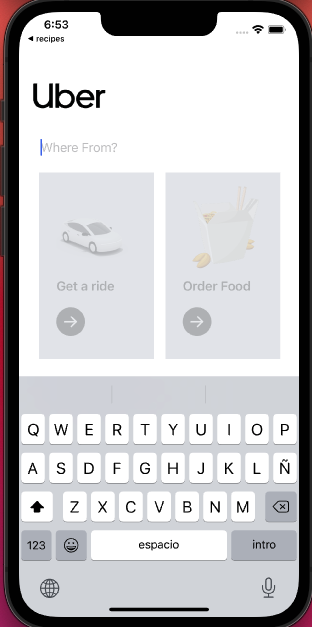 6:53
◀ recipes
Uber
Where From?
Get a ride
Order Food
Q W E R T Y U I O P
A S D F G H J K L Ñ
Z X C V B N M
123 espacio intro